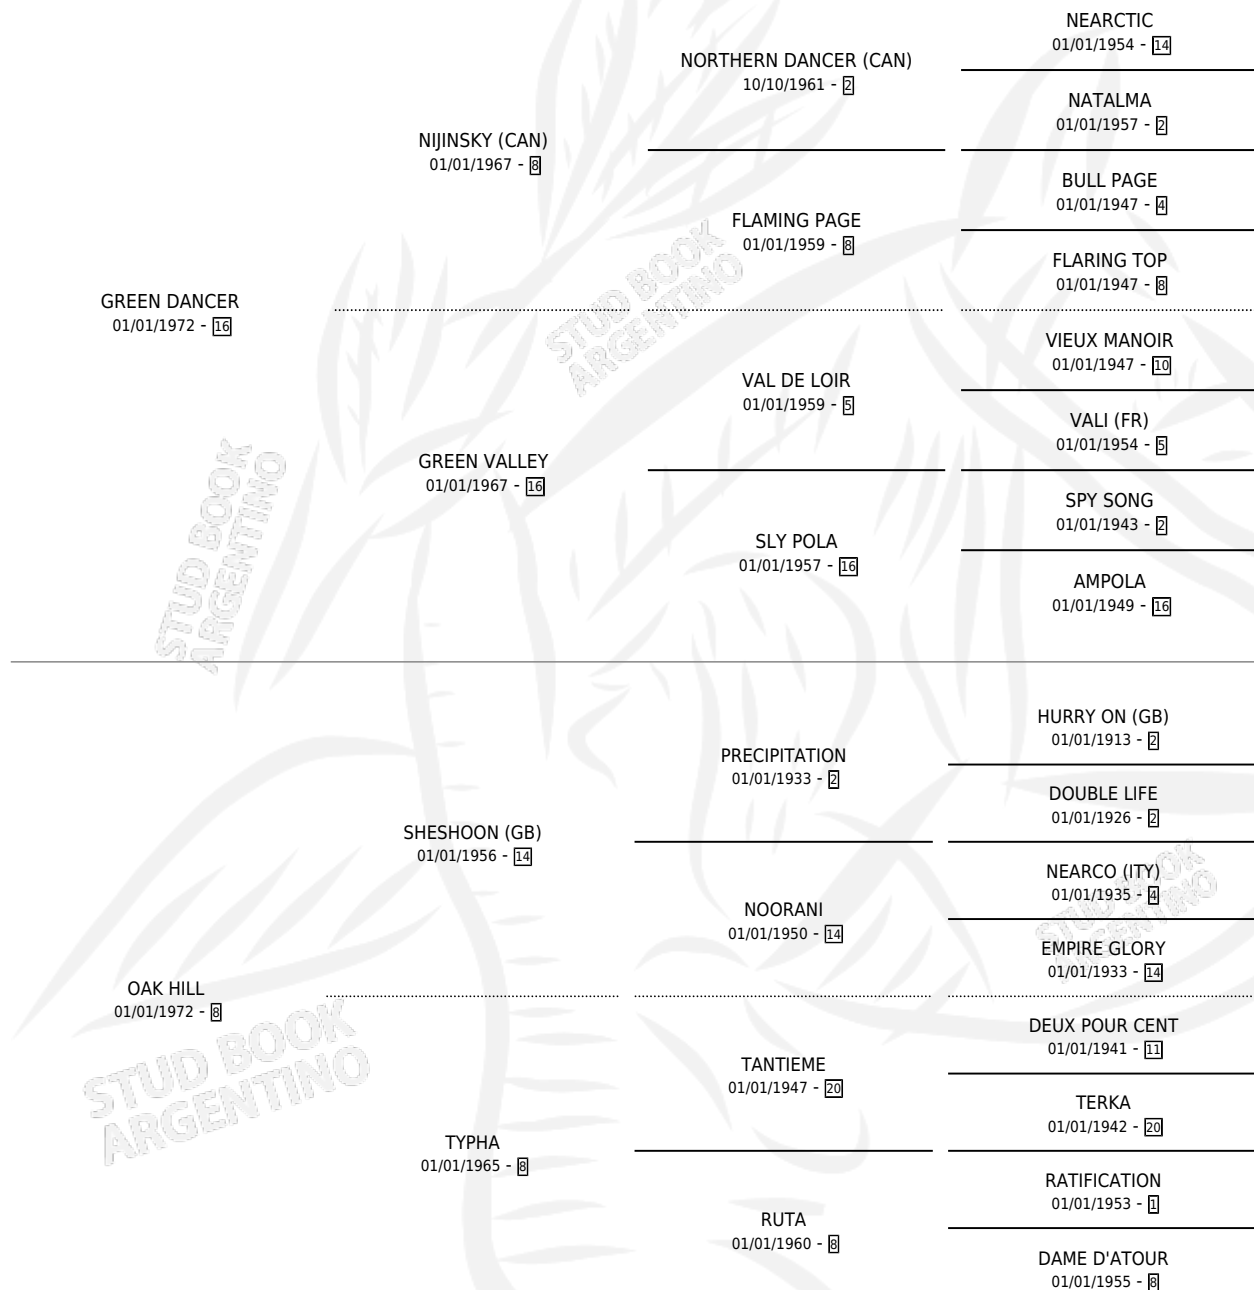 NEARCTIC
01/01/1954 - 14
NORTHERN DANCER (CAN)
10/10/1961 - 2
NATALMA
01/01/1957 - 2
NIJINSKY (CAN)
01/01/1967 - 8
BULL PAGE
01/01/1947 - 4
FLAMING PAGE
01/01/1959 - 8
FLARING TOP
01/01/1947 - 8
GREEN DANCER
01/01/1972 - 16
VIEUX MANOIR
01/01/1947 - 10
VAL DE LOIR
01/01/1959 - 5
VALI (FR)
01/01/1954 - 5
GREEN VALLEY
01/01/1967 - 16
SPY SONG
01/01/1943 - 2
SLY POLA
01/01/1957 - 16
AMPOLA
01/01/1949 - 16
HURRY ON (GB)
01/01/1913 - 2
PRECIPITATION
01/01/1933 - 2
DOUBLE LIFE
01/01/1926 - 2
SHESHOON (GB)
01/01/1956 - 14
NEARCO (ITY)
01/01/1935 - 4
NOORANI
01/01/1950 - 14
EMPIRE GLORY
01/01/1933 - 14
OAK HILL
01/01/1972 - 8
DEUX POUR CENT
01/01/1941 - 11
TANTIEME
01/01/1947 - 20
TERKA
01/01/1942 - 20
TYPHA
01/01/1965 - 8
RATIFICATION
01/01/1953 - 1
RUTA
01/01/1960 - 8
DAME D'ATOUR
01/01/1955 - 8
STUD BOOK
ARGENTINO
STUD BOOK
ARGENTINO
STUD BOOK
ARGENTINO
STUD BOOK
ARGENTINO